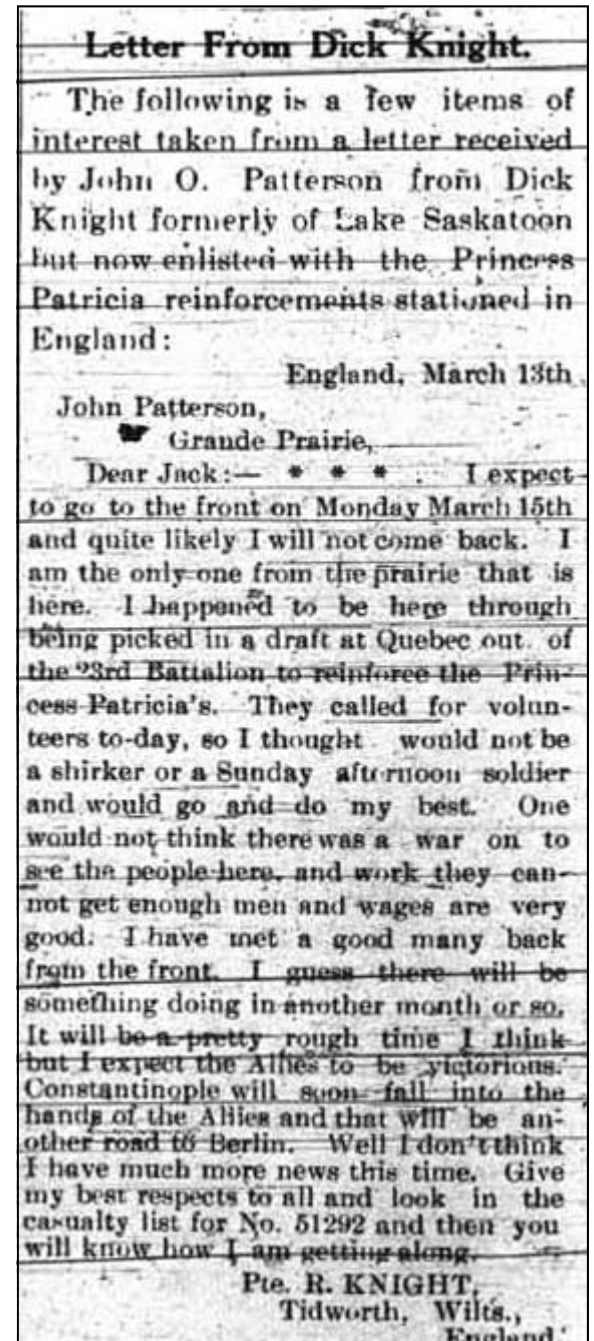 Letter From Dick Knight.
The following is a few items of
interest taken from a letter received
by John O. Patterson from Dick
Knight formerly of Lake Saskatoon
but now enlisted with the Princess
Patricia reinforcements stationed in
England:
England, March 13th
John Patterson,
Grande Prairie,
Dear Jack:— * * * . I expect
to go to the front on Monday March 15th
and quite likely I will not come back. I
am the only one from the prairie that is
here. I happened to be here through
being picked in a draft at Quebec out of
the 23rd Battalion to reinforce the Prin-
cess Patricia's. They called for volun-
teers to-day, so I thought would not be
a shirker or a Sunday afternoon soldier
and would go and do my best. One
would not think there was a war on to
see the people here, and work they can-
not get enough men and wages are very
good. I have met a good many back
from the front. I guess there will be
something doing in another month or so.
It will be a pretty rough time I think
but I expect the Allies to be victorious.
Constantinople will soon fall into the
hands of the Allies and that will be an-
other road to Berlin. Well I don't think
I have much more news this time. Give
my best respects to all and look in the
casualty list for No. 51292 and then you
will know how I am getting along.
Pte. R. KNIGHT,
Tidworth, Wilts.,
England.